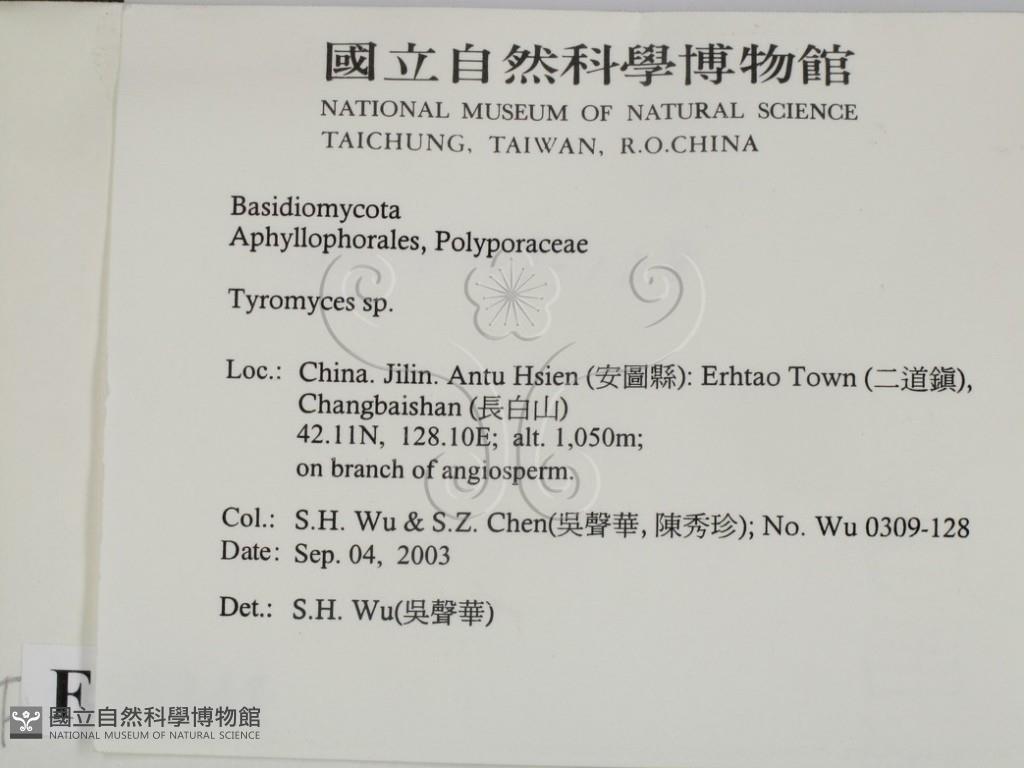 國立自然科學博物館
NATIONAL MUSEUM OF NATURAL SCIENCE
TAICHUNG, TAIWAN, R.O.CHINA
Basidiomycota
Aphyllophorales, Polyporaceae
Tyromyces sp.
Loc.: China. Jilin. Antu Hsien (安圖縣): Erhtao Town (二道鎭),
Changbaishan (長白山)
42.11N, 128.10E; alt. 1,050m;
on branch of angiosperm.
Col.: S.H. Wu & S.Z. Chen(吳聲華, 陳秀珍); No. Wu 0309-128
Date: Sep. 04, 2003
Det.: S.H. Wu(吳聲華)
F
國立自然科學博物館
NATIONAL MUSEUM OF NATURAL SCIENCE